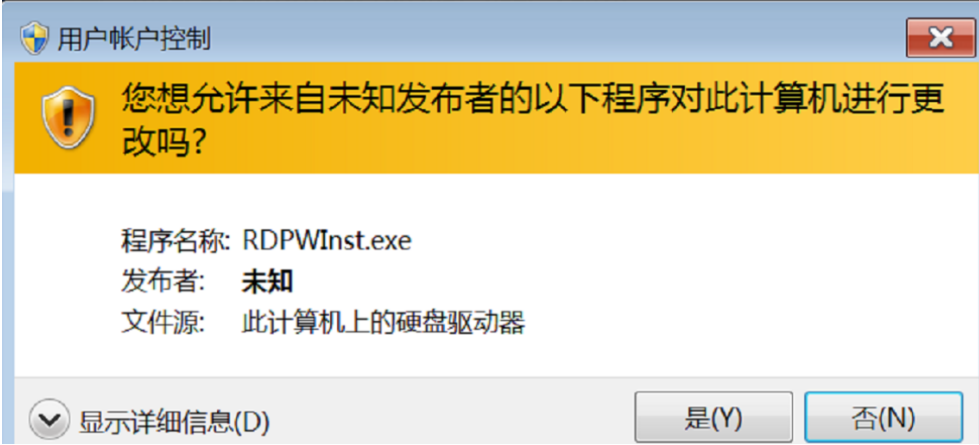 用户帐户控制
您想允许来自未知发布者的以下程序对此计算机进行更
改吗?
程序名称: RDPWInst.exe
发布者: 未知
文件源: 此计算机上的硬盘驱动器
显示详细信息(D) 是(Y) 否(N)